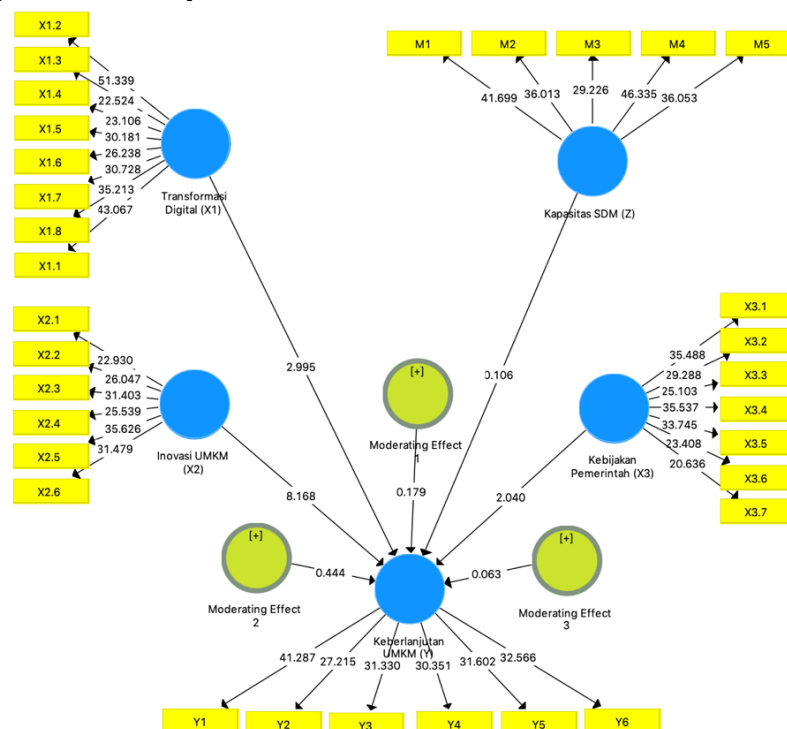 X1.2
X1.3
X1.4
X1.5
X1.6
X1.7
X1.8
X1.1
51.339
22.524
23.106
30.181
26.238
30.728
35.213
43.067
Transformasi
Digital (X1)
M1
M2
M3
M4
M5
41.699
36.013
29.226
46.335
36.053
Kapasitas SDM (Z)
X2.1
X2.2
X2.3
X2.4
X2.5
X2.6
22.930
26.047
31.403
25.539
35.626
31.479
Inovasi UMKM
(X2)
2.995
0.106
[+]
Moderating Effect
1
0.179
X3.1
X3.2
X3.3
X3.4
X3.5
X3.6
X3.7
35.488
29.288
25.103
35.537
33.745
23.408
20.636
Kebijakan
Pemerintah (X3)
8.168
2.040
[+]
Moderating Effect
2
0.444
[+]
Moderating Effect
3
0.063
Keberlanjutan
UMKM (Y)
41.287
27.215
31.330
30.351
31.602
32.566
Y1
Y2
Y3
Y4
Y5
Y6